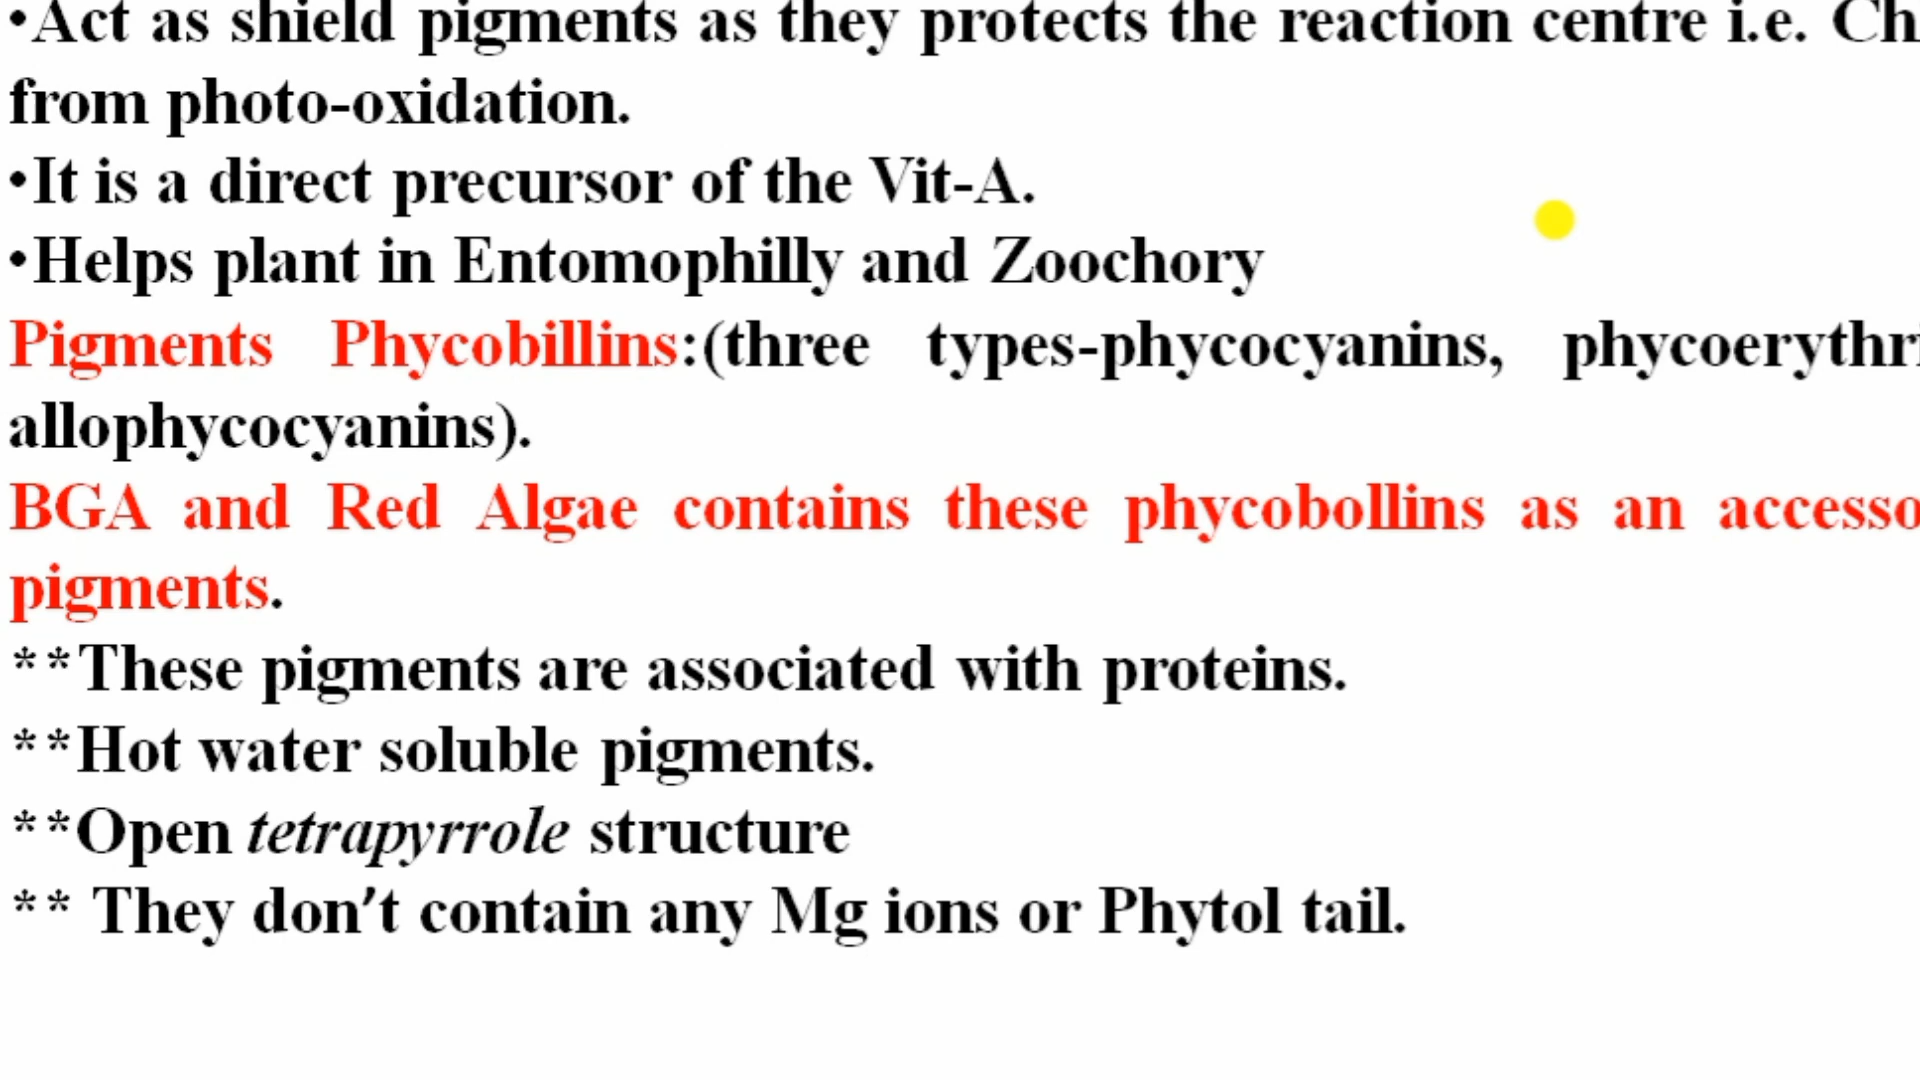 •Act as shield pigments as they protects the reaction centre i.e.
from photo-oxidation.
•It is a direct precursor of the Vit-A.
•Helps plant in Entomophilly and Zoochory
Pigments Phycobillins:(three types-phycocyanins,
allophycocyanins).
BGA and Red Algae contains these phycobollins as an
pigments.
**These pigments are associated with proteins.
**Hot water soluble pigments.
**Open tetrapyrrole structure
** They don't contain any Mg ions or Phytol tail.